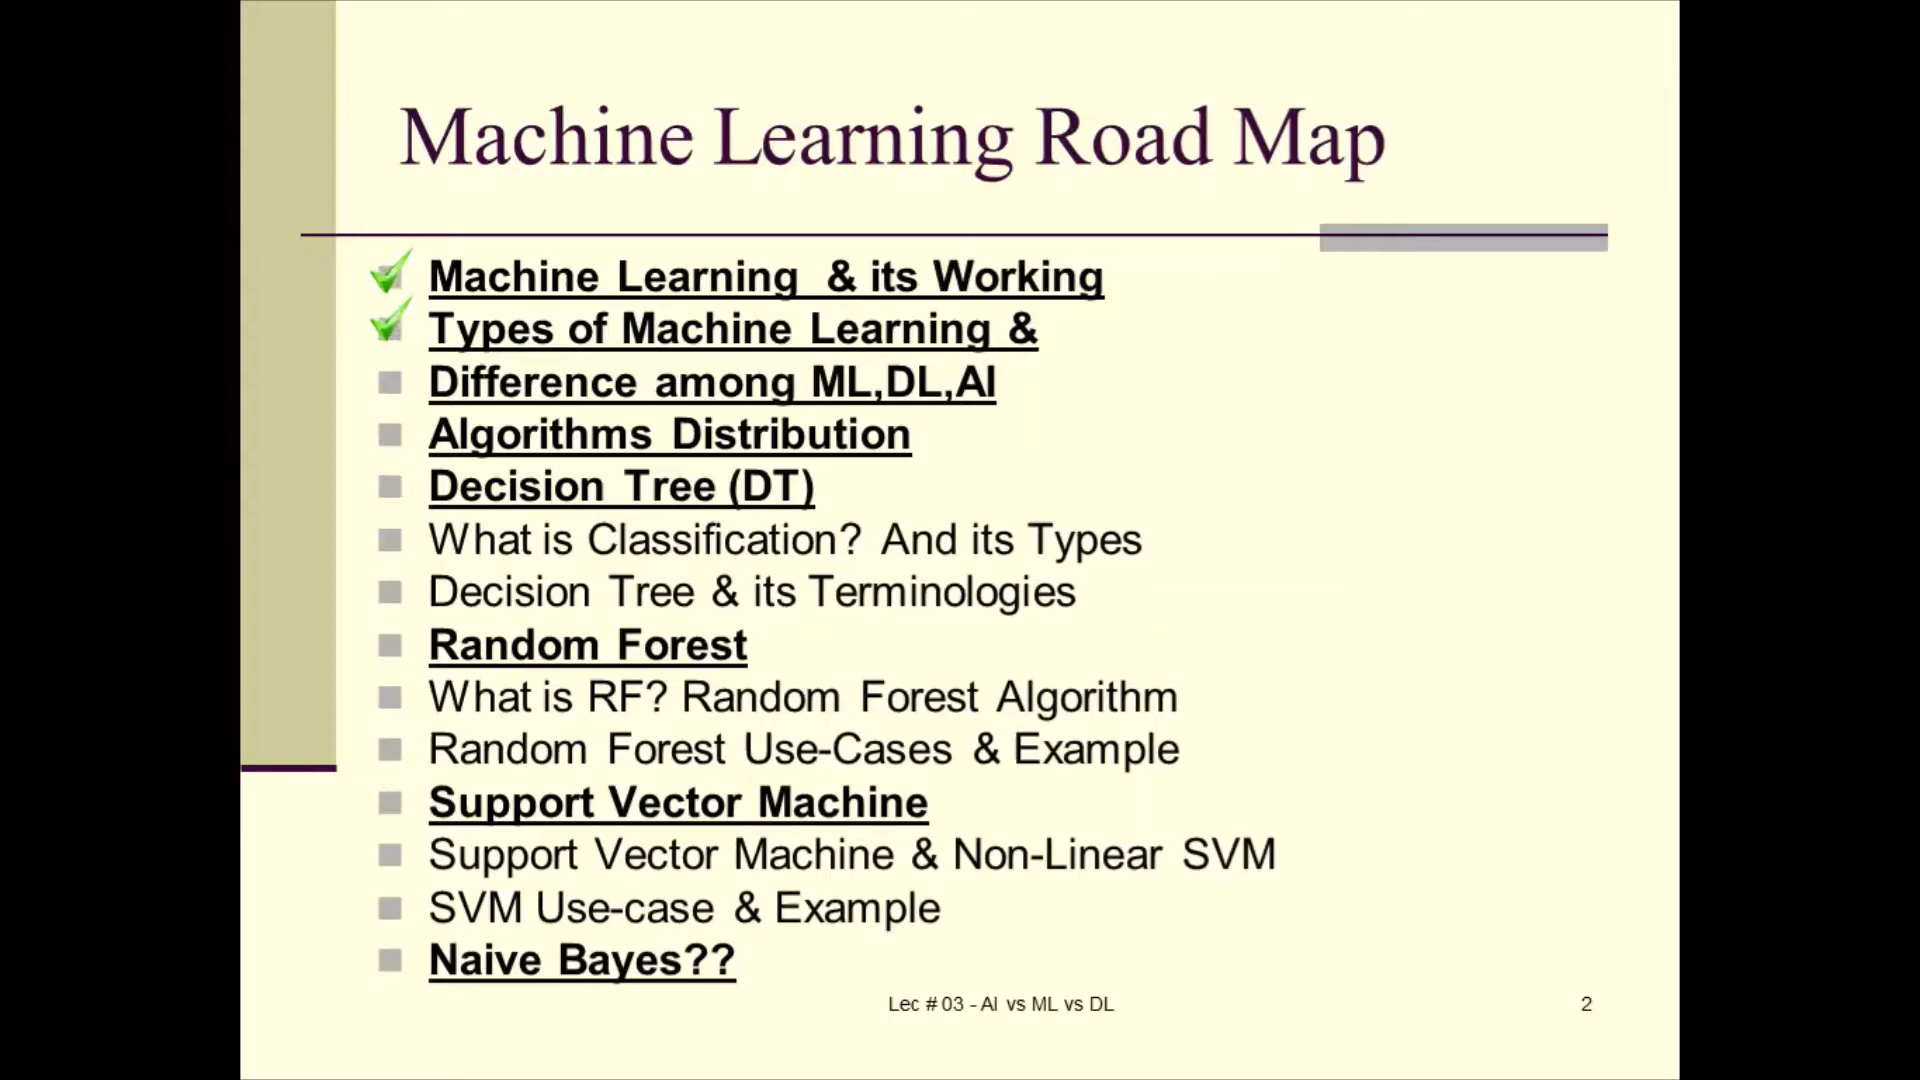 Machine Learning Road Map
Machine Learning & its Working
Types of Machine Learning &
Difference among ML,DL,AI
Algorithms Distribution
Decision Tree (DT)
What is Classification? And its Types
Decision Tree & its Terminologies
Random Forest
What is RF? Random Forest Algorithm
Random Forest Use-Cases & Example
Support Vector Machine
Support Vector Machine & Non-Linear SVM
SVM Use-case & Example
Naive Bayes??
Lec # 03 - AI vs ML vs DL
2